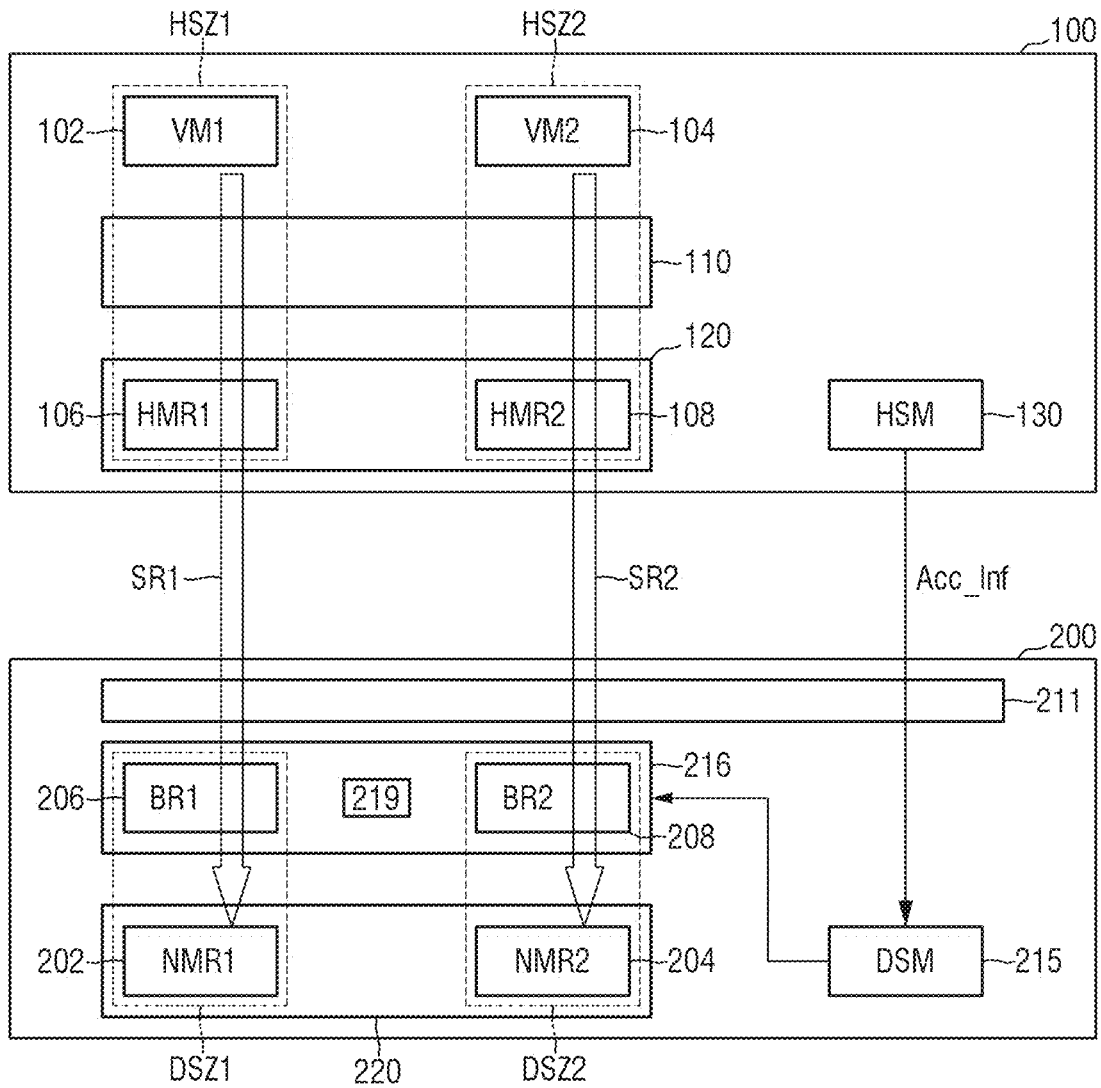 HSZ1 HSZ2
100
102 VM1 VM2 104
110
120
106 HMR1 HMR2 108 HSM 130
SR1 SR2 Acc_Inf
200
211
216
206 BR1 219 BR2
208
202 NMR1 NMR2 204 DSM 215
DSZ1 220 DSZ2